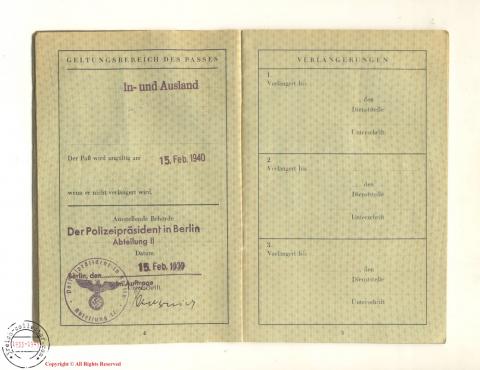 GELTUNGSBEREICH DES PASSES
In- und Ausland
Der Paß wird ungültig am 15. Feb. 1940
wenn er nicht verlängert wird.
Ausstellende Behörde
Der Polizeipräsident in Berlin
Abteilung II
Datum
15. Feb. 1939
Berlin, den
Im Auftrage
Unterschrift
4
VERLÄNGERUNGEN
1.
Verlängert bis
den
Dienststelle
Unterschrift
2.
Verlängert bis
den
Dienststelle
Unterschrift
3.
Verlängert bis
den
Dienststelle
Unterschrift
5
Copyright © All Rights Reserved